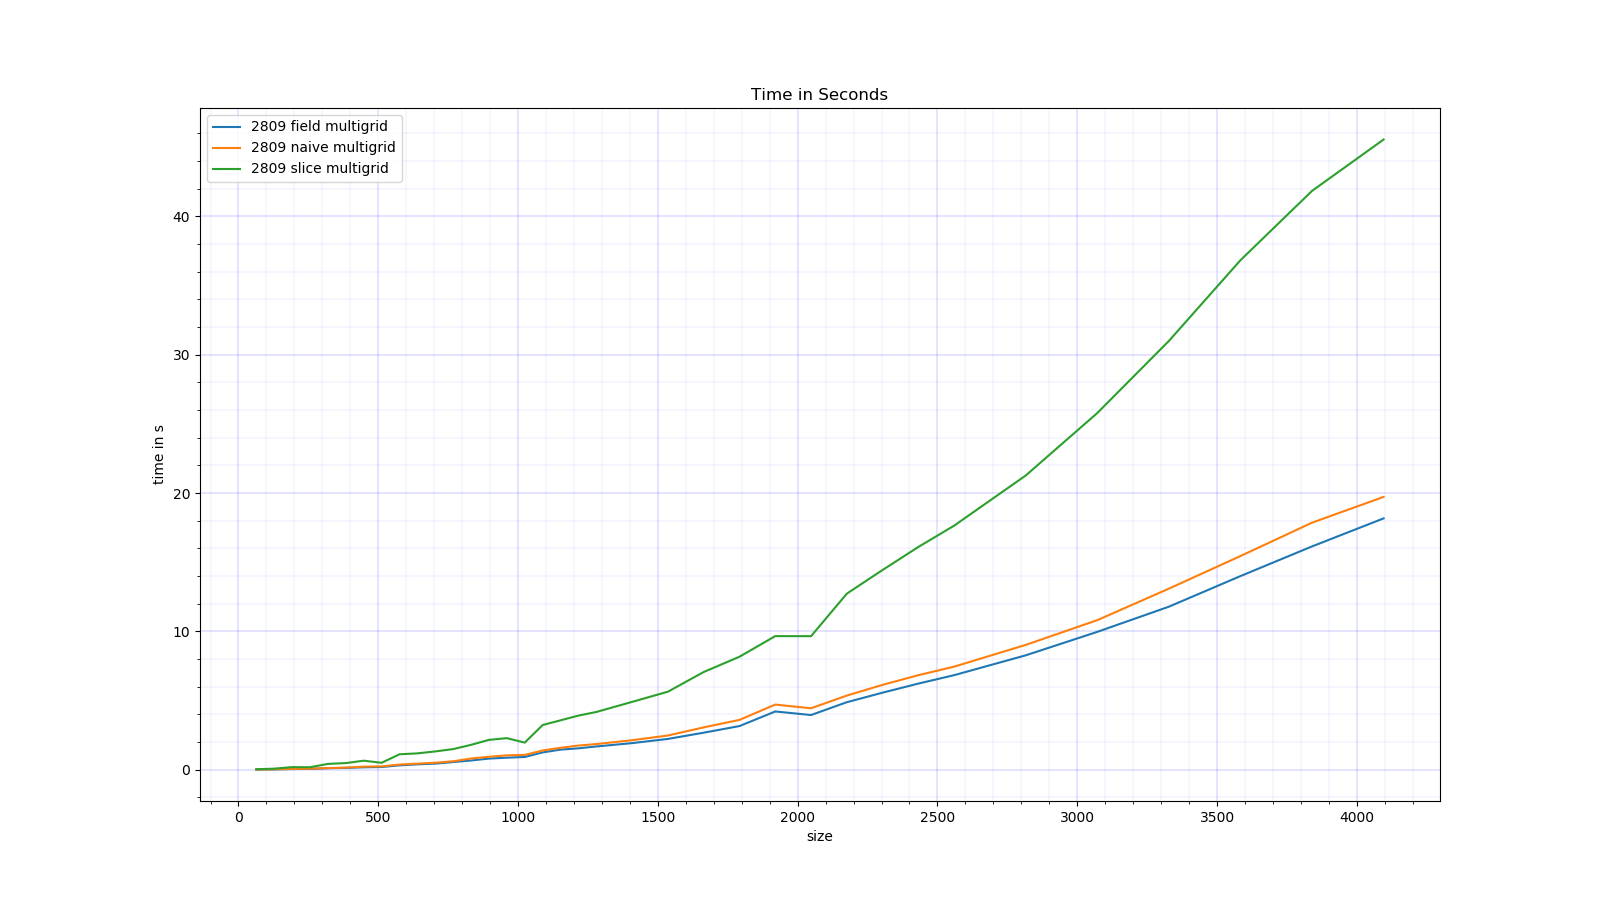 Time in Seconds
2809 field multigrid
2809 naive multigrid
2809 slice multigrid
time in s
40
30
20
10
0
0 500 1000 1500 2000 2500 3000 3500 4000
size